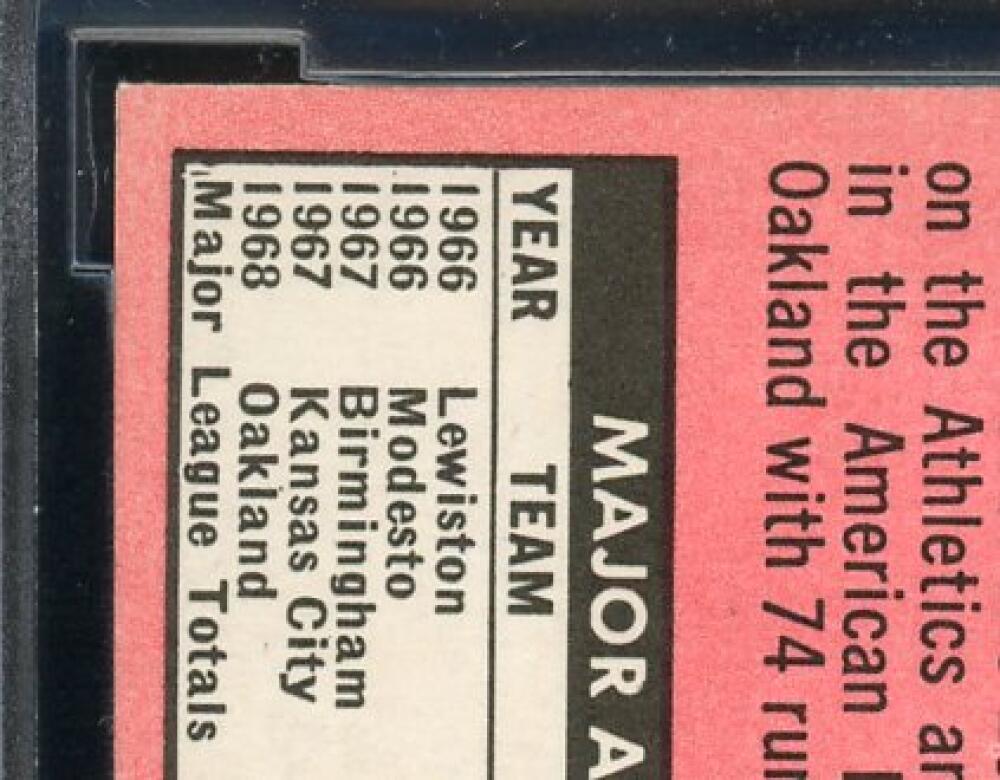 on the Athletics
in the American
Oakland with 74
MAJOR
YEAR TEAM
1966 Lewiston
1966 Modesto
1967 Birmingham
1967 Kansas City
1968 Oakland
Major League Totals